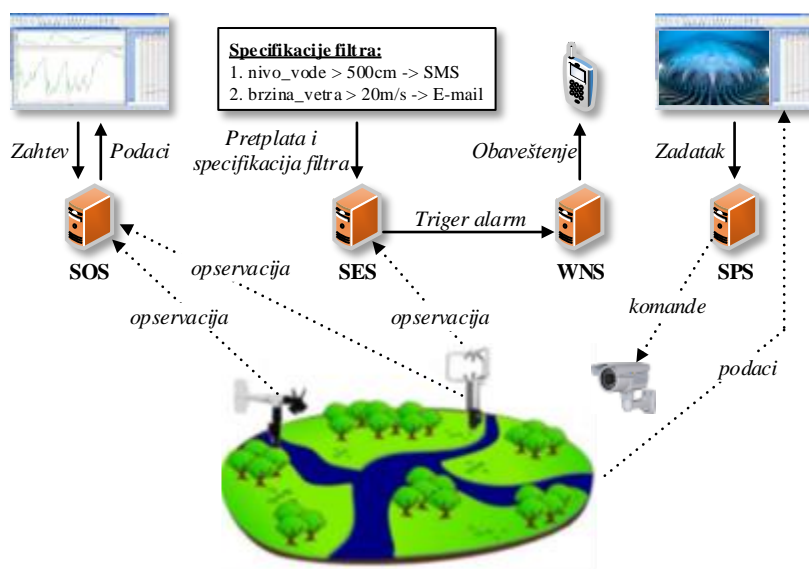 Specifikacije filtra:
1. nivo_vode > 500cm -> SMS
2. brzina_vetra > 20m/s -> E-mail
Zahtev
Podaci
Pretplata i
specifikacija filtra
Obaveštenje
Zadatak
Triger alarm
SOS
SES
WNS
SPS
opservacija
opservacija
opservacija
komande
podaci